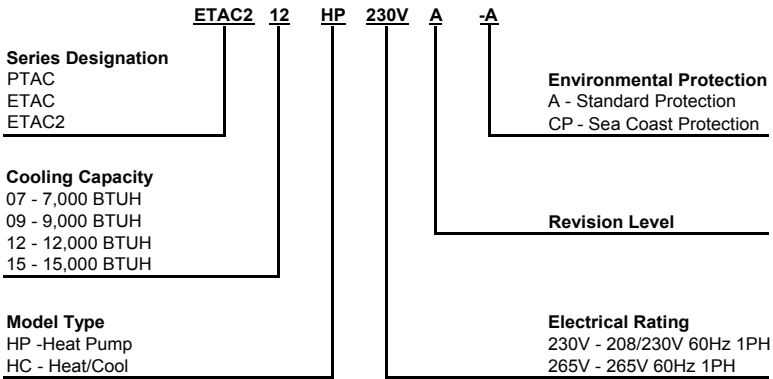 ETAC2 12 HP 230V A -A
Series Designation
PTAC
ETAC
ETAC2
Environmental Protection
A - Standard Protection
CP - Sea Coast Protection
Cooling Capacity
07 - 7,000 BTUH
09 - 9,000 BTUH
12 - 12,000 BTUH
15 - 15,000 BTUH
Revision Level
Model Type
HP -Heat Pump
HC - Heat/Cool
Electrical Rating
230V - 208/230V 60Hz 1PH
265V - 265V 60Hz 1PH